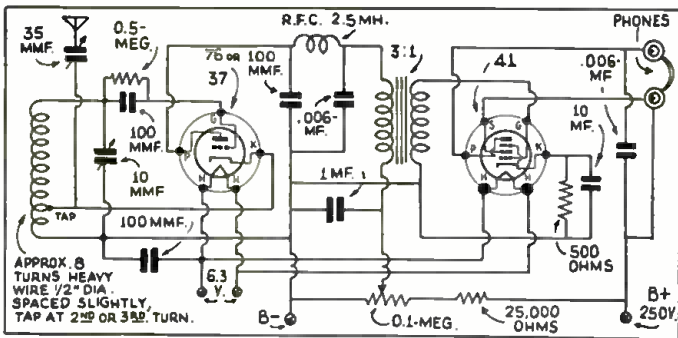 35
MMF.
0.5-
MEG.
R.F.C. 2.5 MH.
76 OR
37
100
MMF.
3:1
.006-
MF.
41
PHONES
.006-
MF
10
MF.
100
MMF.
10
MMF
G
P
K
H
H
P
S
G
K
H
H
1 MF.
TAP
100 MMF.
APPROX. 8
TURNS HEAVY
WIRE 1/2" DIA.
SPACED SLIGHTLY,
TAP AT 2ND OR 3RD. TURN.
6.3
V.
B-
0.1-MEG.
25,000
OHMS
500
OHMS
B+
250V.